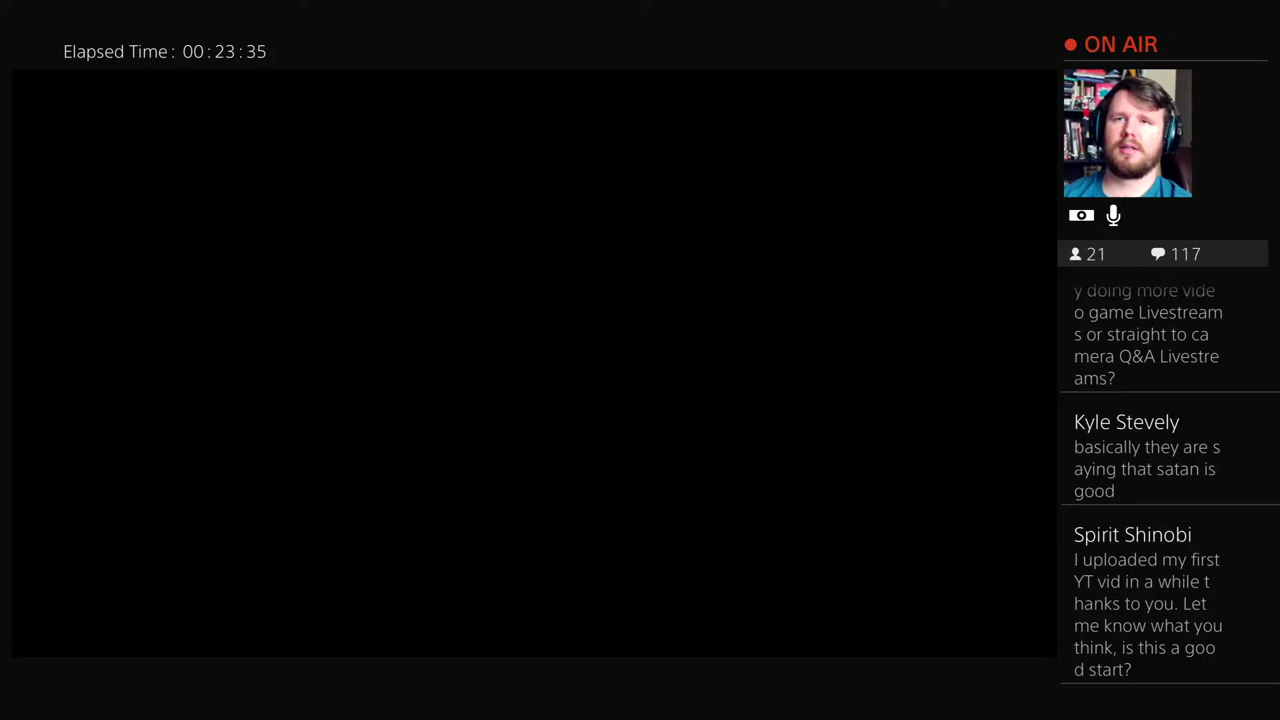 Elapsed Time: 00:23:35
ON AIR
21 117
y doing more vide
o game Livestream
s or straight to ca
mera Q&A Livestre
ams?
Kyle Stevely
basically they are s
aying that satan is
good
Spirit Shinobi
I uploaded my first
YT vid in a while t
hanks to you. Let
me know what you
think, is this a goo
d start?